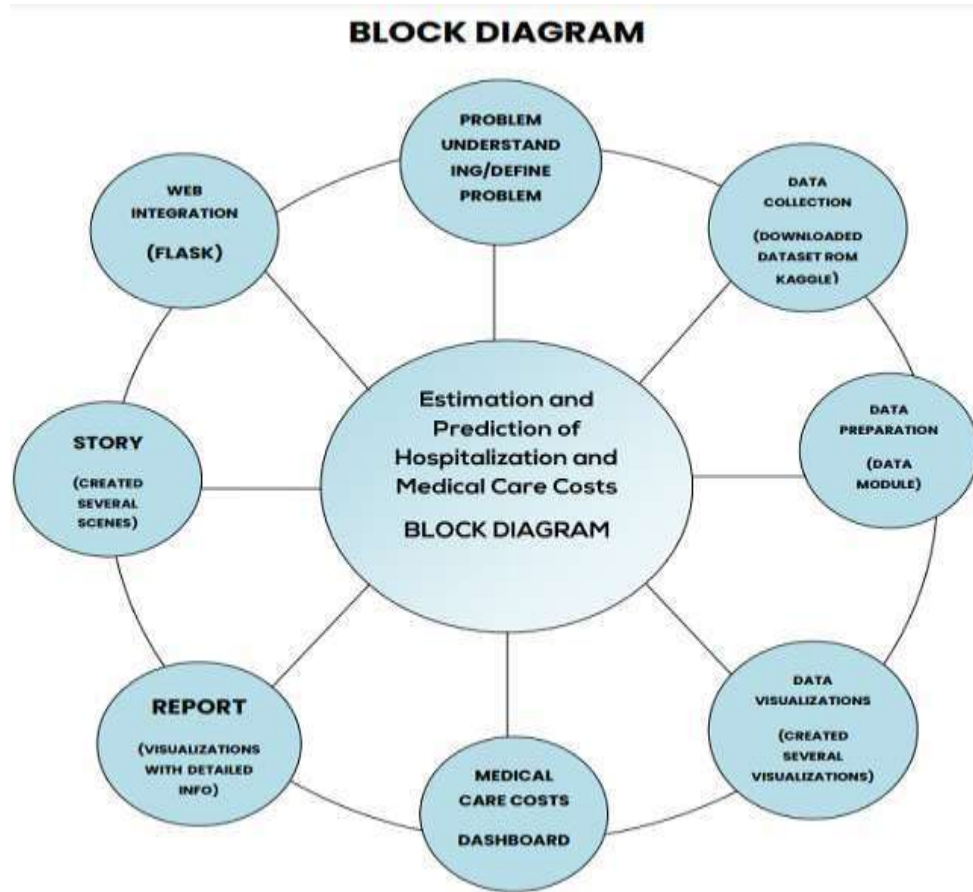 BLOCK DIAGRAM
PROBLEM
UNDERSTAND
ING/DEFINE
PROBLEM
DATA
COLLECTION
(DOWNLOADED
DATASET ROM
KAGGLE)
DATA
PREPARATION
(DATA
MODULE)
DATA
VISUALIZATIONS
(CREATED
SEVERAL
VISUALIZATIONS)
MEDICAL
CARE COSTS
DASHBOARD
REPORT
(VISUALIZATIONS
WITH DETAILED
INFO)
STORY
(CREATED
SEVERAL
SCENES)
WEB
INTEGRATION
(FLASK)
Estimation and
Prediction of
Hospitalization and
Medical Care Costs
BLOCK DIAGRAM